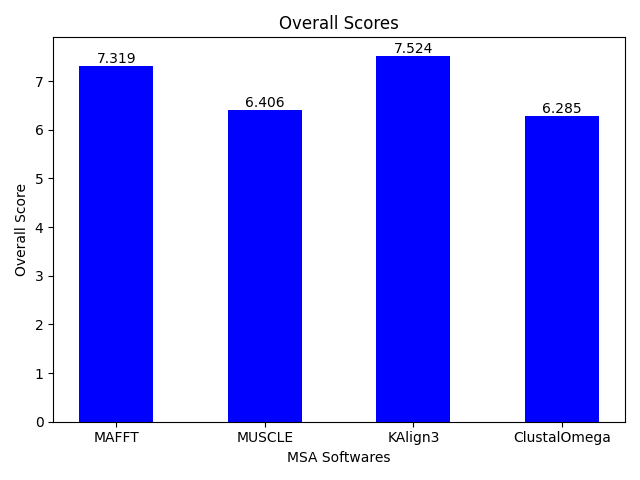 Overall Scores
7.319
6.406
7.524
6.285
Overall Score
7
6
5
4
3
2
1
0
MAFFT
MUSCLE
KAlign3
ClustalOmega
MSA Softwares